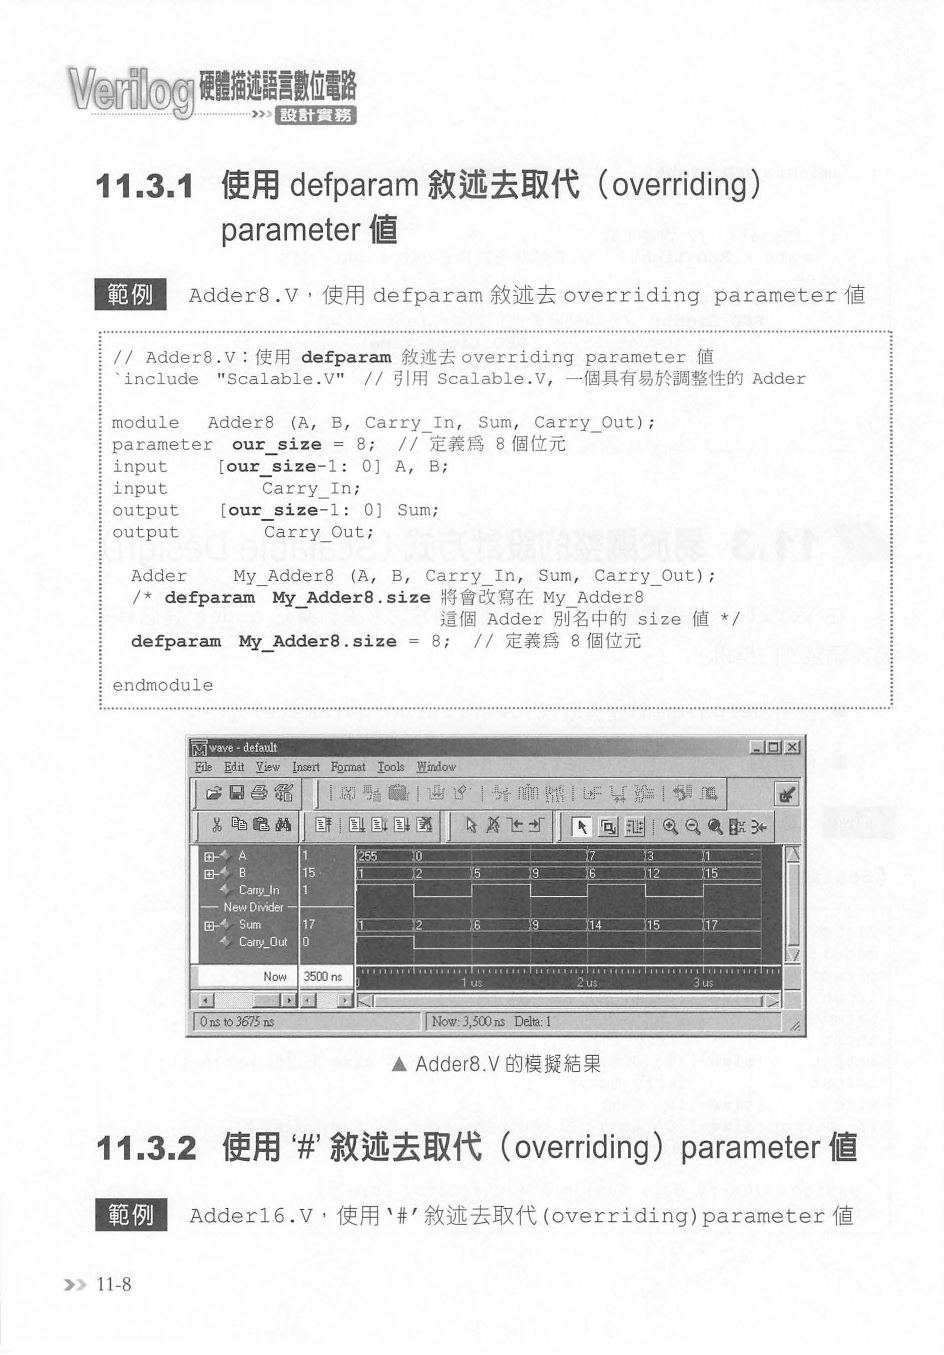 Verilog 硬體描述語言數位電路
設計實務
11.3.1 使用 defparam 敘述去取代（overriding）
parameter 值
範例 Adder8.V，使用 defparam 敘述去 overriding parameter 值
// Adder8.V：使用 defparam 敘述去 overriding parameter 值
`include "Scalable.V" // 引用 Scalable.V, 一個具有易於調整性的 Adder
module Adder8 (A, B, Carry_In, Sum, Carry_Out);
parameter our_size = 8; // 定義為 8 個位元
input [our_size-1: 0] A, B;
input Carry_In;
output [our_size-1: 0] Sum;
output Carry_Out;
Adder My_Adder8 (A, B, Carry_In, Sum, Carry_Out);
/* defparam My_Adder8.size 將會改寫在 My_Adder8
這個 Adder 別名中的 size 值 */
defparam My_Adder8.size = 8; // 定義為 8 個位元
endmodule
wave - default
File Edit View Insert Format Tools Window
A 1 255 0 7 3 1
B 15 1 2 5 9 6 12 15
Carry_In 1
New Divider
Sum 17 1 2 6 9 14 15 17
Carry_Out 0
Now 3500 ns 1 us 2 us 3 us
0 ns to 3675 ns Now: 3,500 ns Delta: 1
▲ Adder8.V 的模擬結果
11.3.2 使用 '#' 敘述去取代（overriding）parameter 值
範例 Adder16.V，使用 '#' 敘述去取代(overriding)parameter 值
>> 11-8